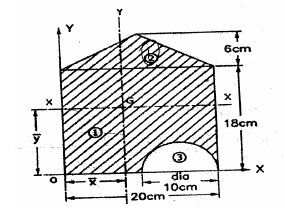 Y
Y
6cm
②
X
X
G
18cm
①
ȳ
③
O
x̄
dia
X
10cm
20cm